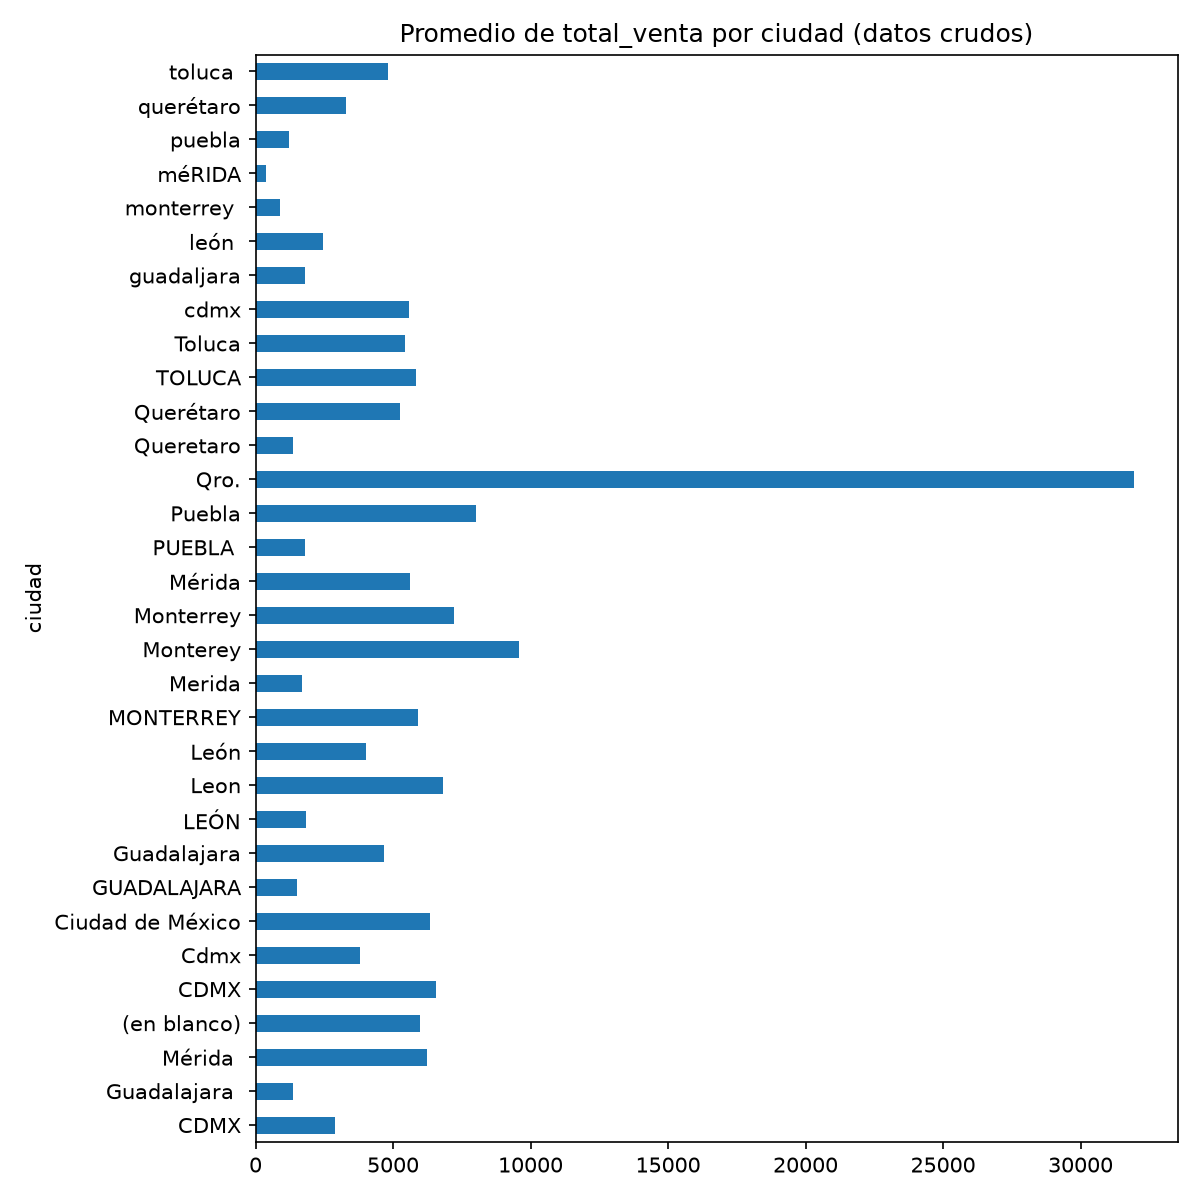 Promedio de total_venta por ciudad (datos crudos)
toluca
querétaro
puebla
méRIDA
monterrey
león
guadaljara
cdmx
Toluca
TOLUCA
Querétaro
Queretaro
Qro.
Puebla
PUEBLA
Mérida
Monterrey
Monterey
Merida
MONTERREY
León
Leon
LEÓN
Guadalajara
GUADALAJARA
Ciudad de México
Cdmx
CDMX
(en blanco)
Mérida
Guadalajara
CDMX
ciudad
0 5000 10000 15000 20000 25000 30000